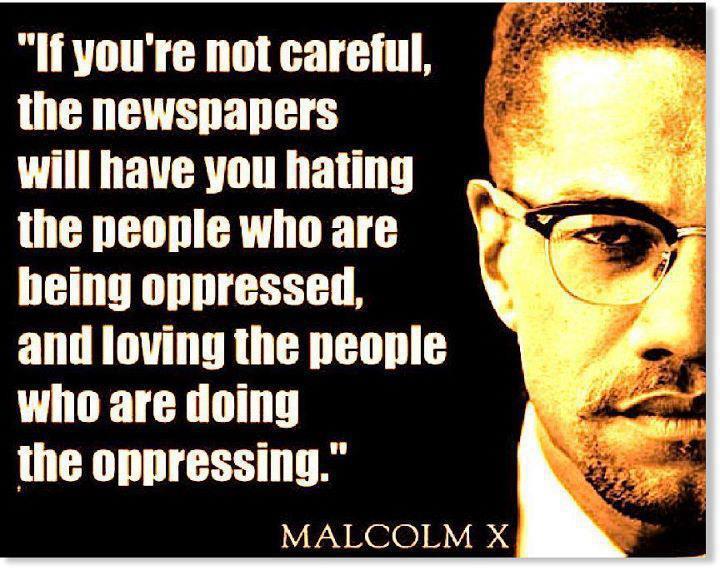 "If you're not careful,
the newspapers
will have you hating
the people who are
being oppressed,
and loving the people
who are doing
the oppressing."
MALCOLM X